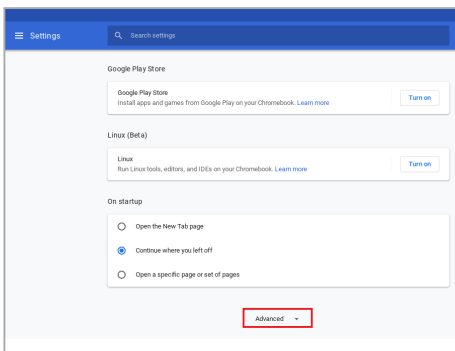 Settings
Search settings
Google Play Store
Google Play Store
Install apps and games from Google Play on your Chromebook. Learn more
Turn on
Linux (Beta)
Linux
Run Linux tools, editors, and IDEs on your Chromebook. Learn more
Turn on
On startup
Open the New Tab page
Continue where you left off
Open a specific page or set of pages
Advanced